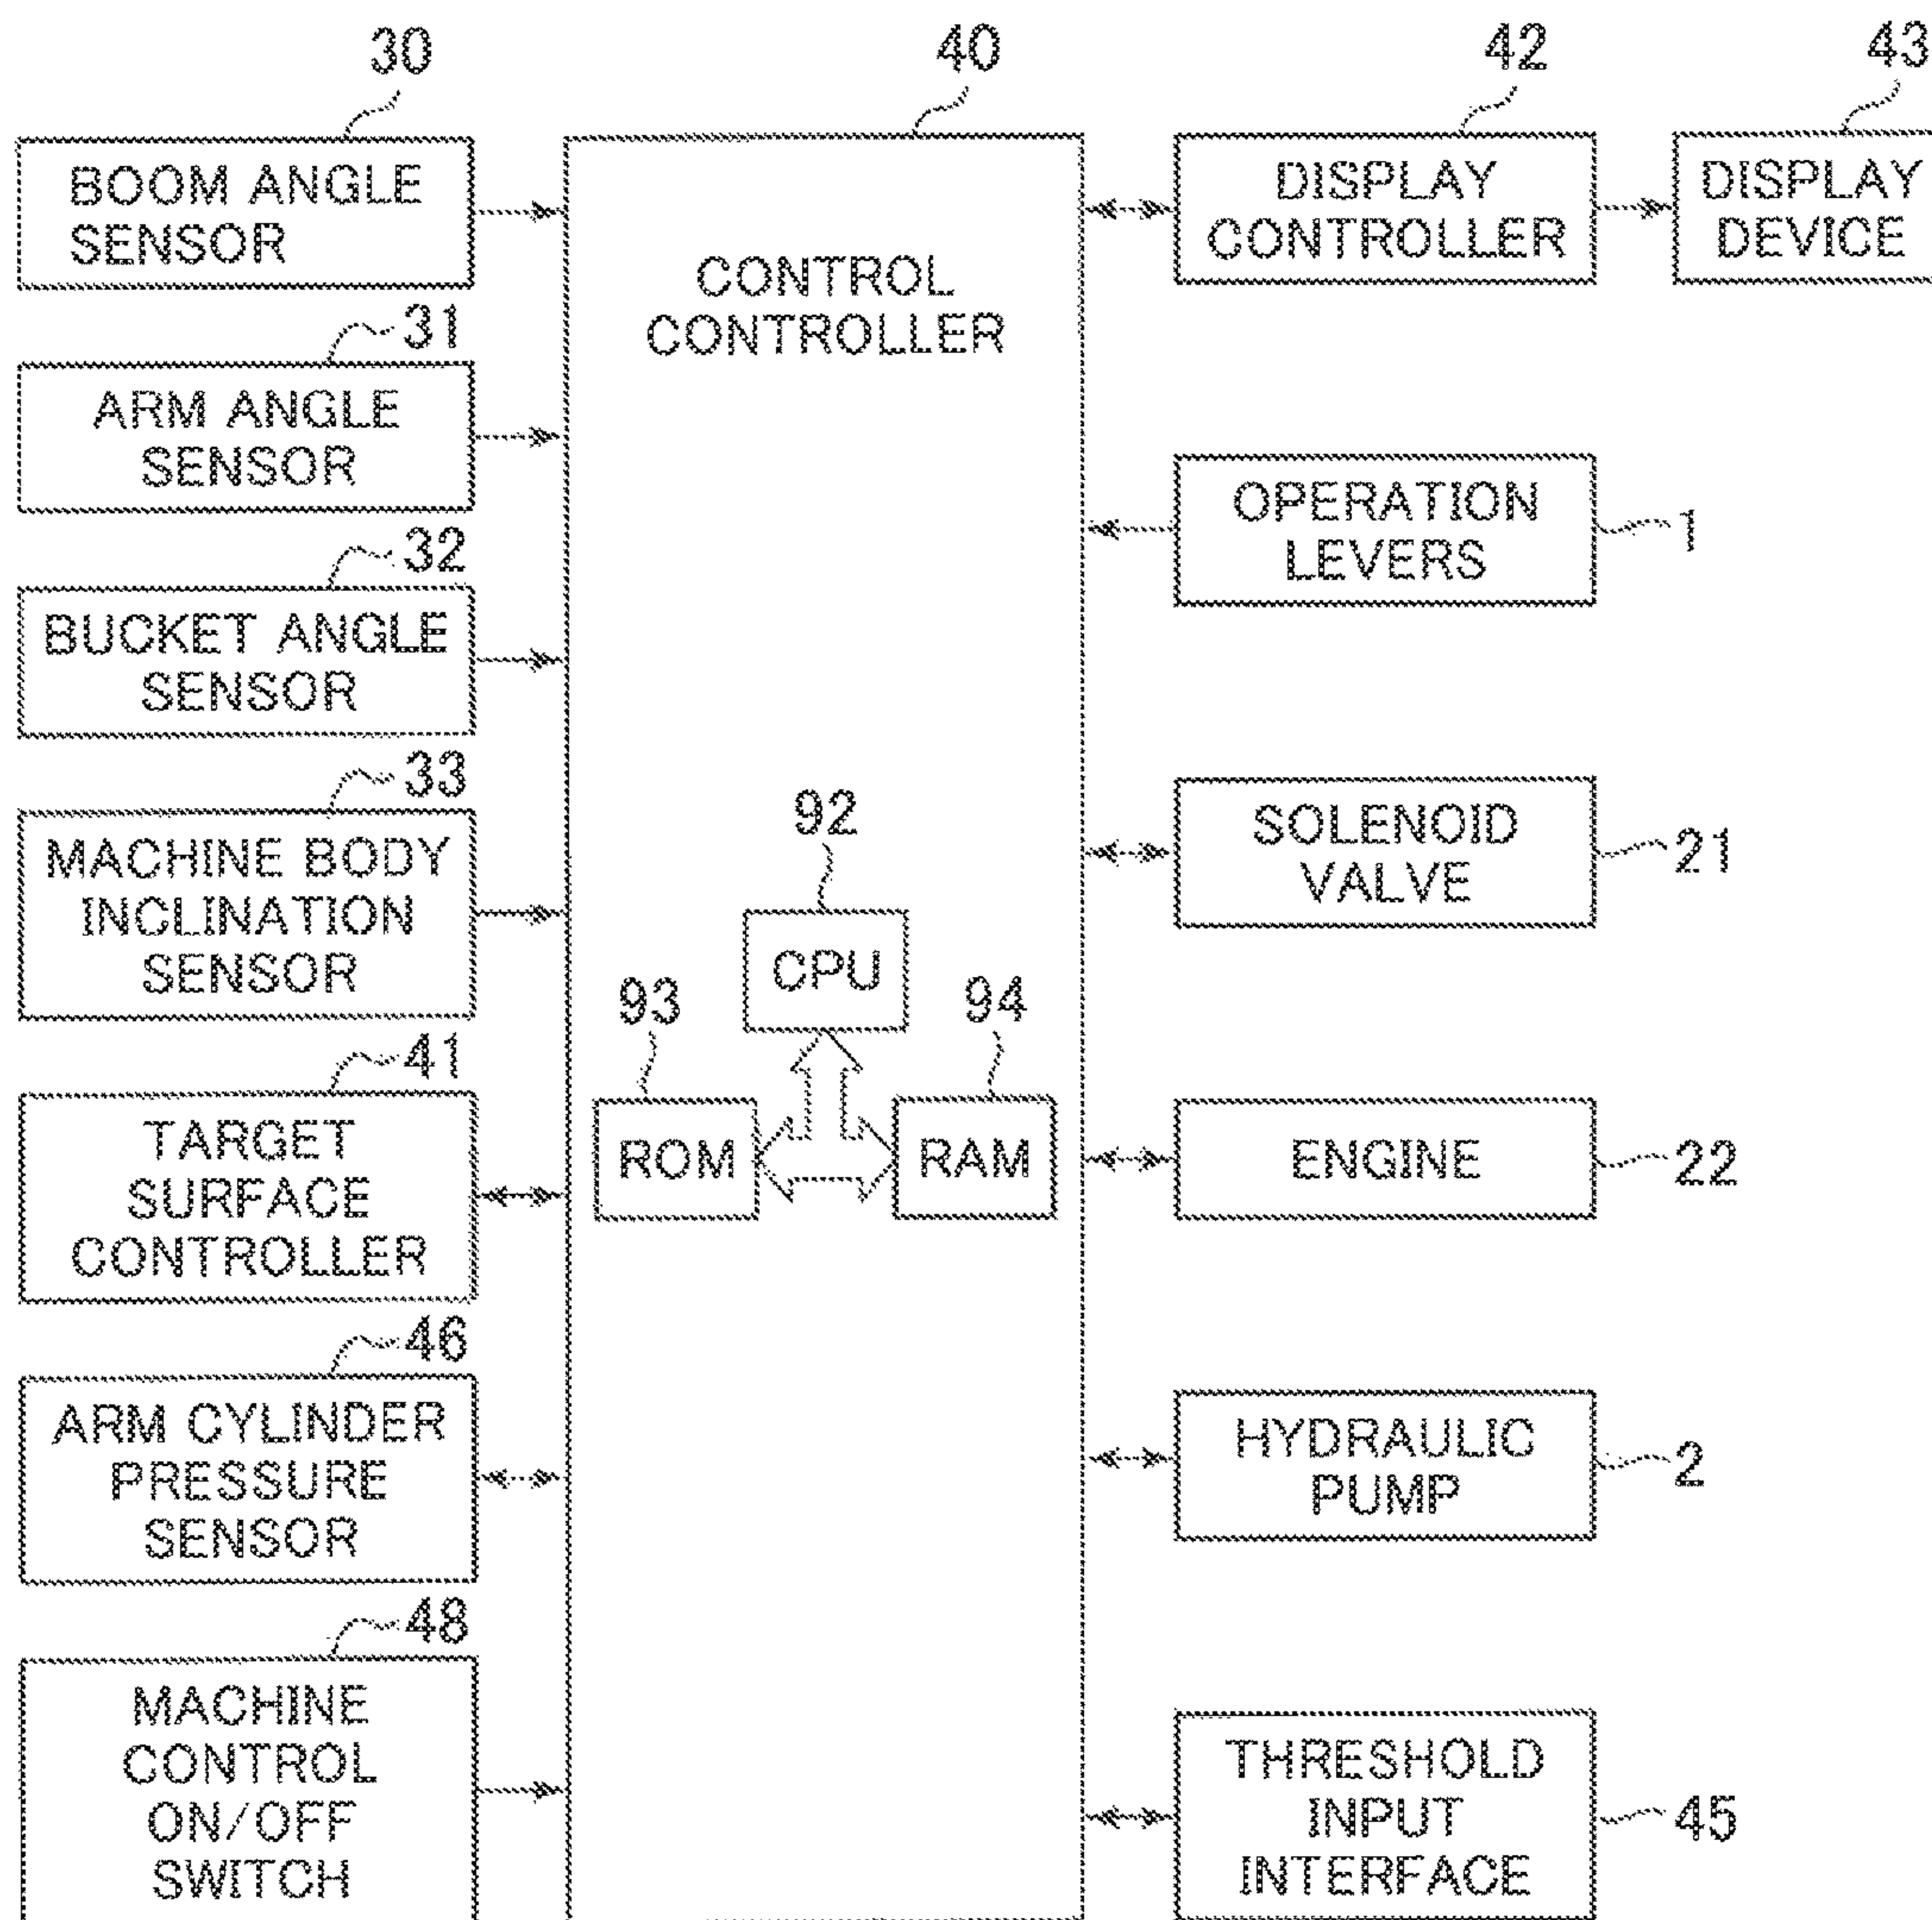 30
BOOM ANGLE
SENSOR
31
ARM ANGLE
SENSOR
32
BUCKET ANGLE
SENSOR
33
MACHINE BODY
INCLINATION
SENSOR
41
TARGET
SURFACE
CONTROLLER
46
ARM CYLINDER
PRESSURE
SENSOR
48
MACHINE
CONTROL
ON/OFF
SWITCH
40
CONTROL
CONTROLLER
92
CPU
93
ROM
94
RAM
42
DISPLAY
CONTROLLER
43
DISPLAY
DEVICE
OPERATION
LEVERS
1
SOLENOID
VALVE
21
ENGINE
22
HYDRAULIC
PUMP
2
THRESHOLD
INPUT
INTERFACE
45